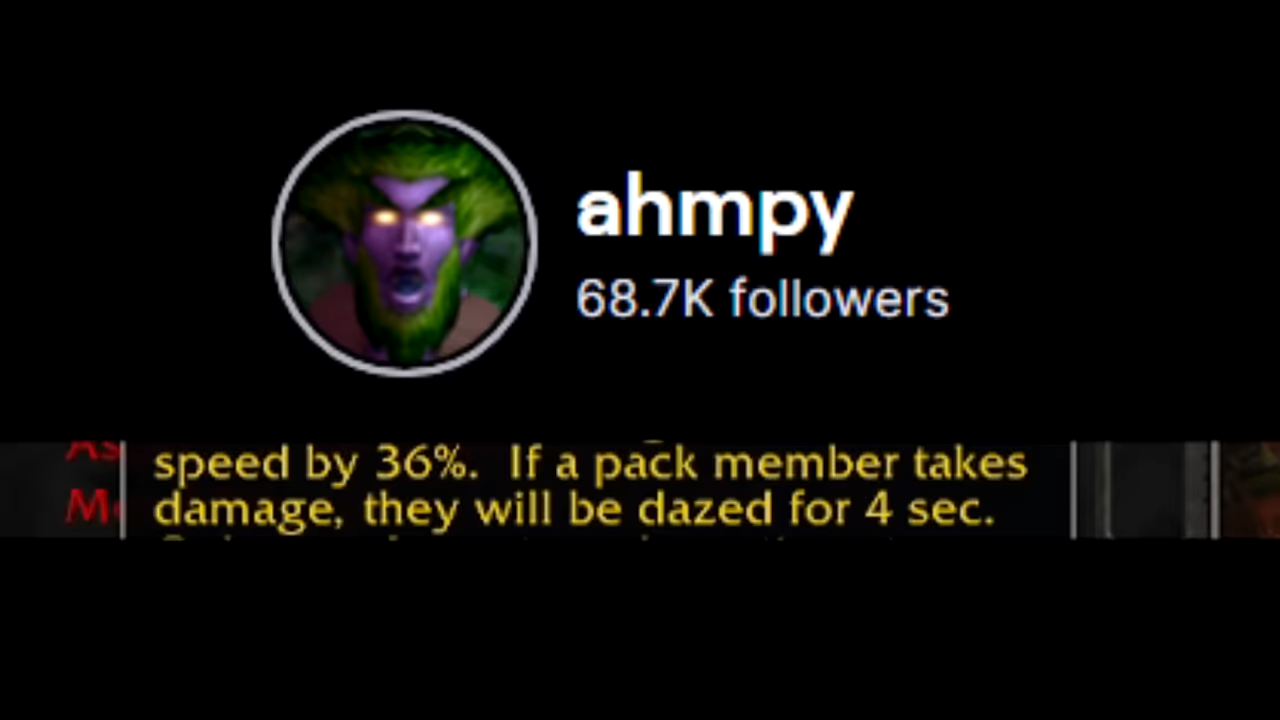 ahmpy
68.7K followers
As
speed by 36%. If a pack member takes
damage, they will be dazed for 4 sec.